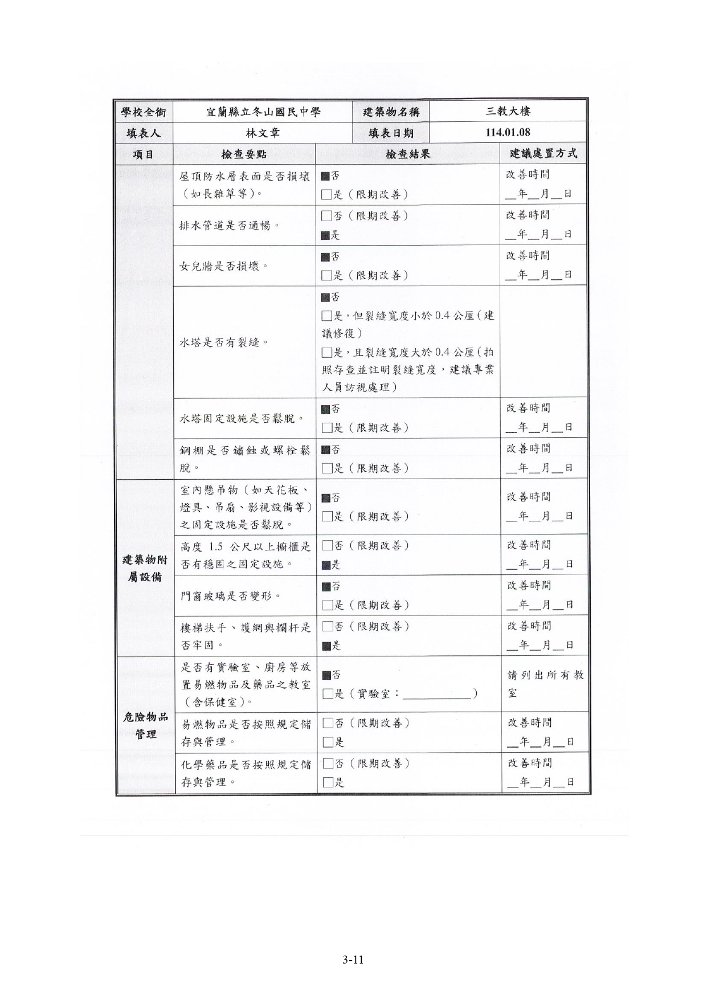 學校全銜 宜蘭縣立冬山國民中學 建築物名稱 三教大樓
填表人 林文章 填表日期 114.01.08
項目 檢查要點 檢查結果 建議處置方式
屋頂防水層表面是否損壞
（如長雜草等）。
■否
□是（限期改善）
改善時間
__年__月__日
排水管道是否通暢。
□否（限期改善）
■是
改善時間
__年__月__日
女兒牆是否損壞。
■否
□是（限期改善）
改善時間
__年__月__日
水塔是否有裂縫。
■否
□是，但裂縫寬度小於 0.4 公厘（建
議修復）
□是，且裂縫寬度大於 0.4 公厘（拍
照存查並註明裂縫寬度，建議專業
人員訪視處理）
水塔固定設施是否鬆脫。
■否
□是（限期改善）
改善時間
__年__月__日
鋼棚是否鏽蝕或螺栓鬆
脫。
■否
□是（限期改善）
改善時間
__年__月__日
建築物附
屬設備
室內懸吊物（如天花板、
燈具、吊扇、影視設備等）
之固定設施是否鬆脫。
■否
□是（限期改善）
改善時間
__年__月__日
高度 1.5 公尺以上櫥櫃是
否有穩固之固定設施。
□否（限期改善）
■是
改善時間
__年__月__日
門窗玻璃是否變形。
■否
□是（限期改善）
改善時間
__年__月__日
樓梯扶手、護網與欄杆是
否牢固。
□否（限期改善）
■是
改善時間
__年__月__日
危險物品
管理
是否有實驗室、廚房等放
置易燃物品及藥品之教室
（含保健室）。
■否
□是（實驗室：____________）
請列出所有教
室
易燃物品是否按照規定儲
存與管理。
□否（限期改善）
□是
改善時間
__年__月__日
化學藥品是否按照規定儲
存與管理。
□否（限期改善）
□是
改善時間
__年__月__日
3-11